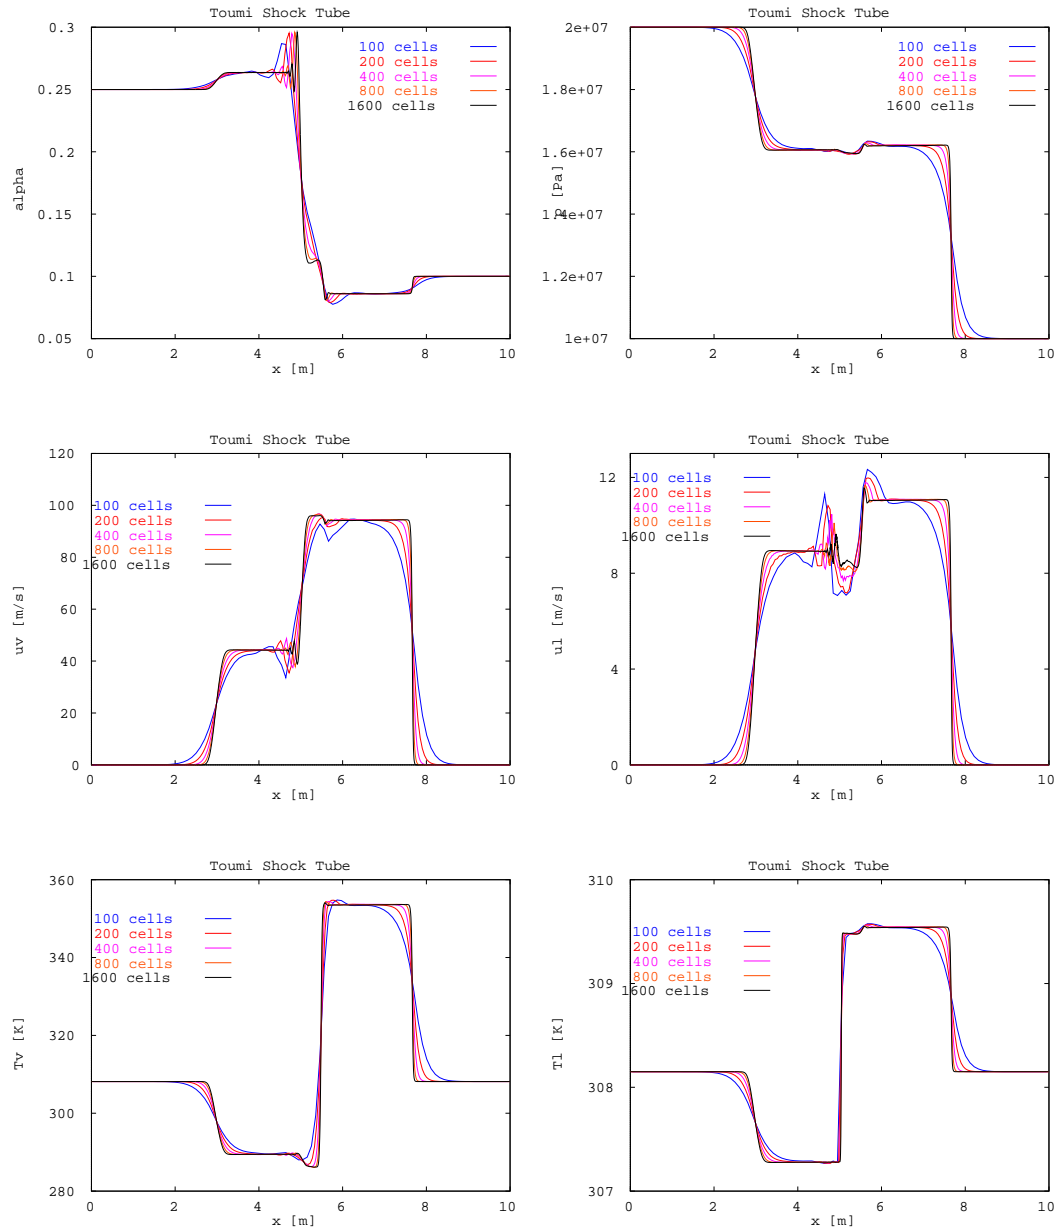 Toumi Shock Tube
0.3
0.25
0.2
0.15
0.1
0.05
alpha
100 cells
200 cells
400 cells
800 cells
1600 cells
0 2 4 6 8 10
x [m]
Toumi Shock Tube
2e+07
1.8e+07
1.6e+07
1.4e+07
1.2e+07
1e+07
[Pa]
100 cells
200 cells
400 cells
800 cells
1600 cells
0 2 4 6 8 10
x [m]
Toumi Shock Tube
120
100
80
60
40
20
0
uv [m/s]
100 cells
200 cells
400 cells
800 cells
1600 cells
0 2 4 6 8 10
x [m]
Toumi Shock Tube
12
8
4
0
ul [m/s]
100 cells
200 cells
400 cells
800 cells
1600 cells
0 2 4 6 8 10
x [m]
Toumi Shock Tube
360
350
340
330
320
310
300
290
280
Tv [K]
100 cells
200 cells
400 cells
800 cells
1600 cells
0 2 4 6 8 10
x [m]
Toumi Shock Tube
310
309
308
307
Tl [K]
100 cells
200 cells
400 cells
800 cells
1600 cells
0 2 4 6 8 10
x [m]